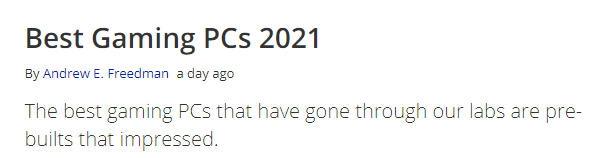 Best Gaming PCs 2021
By Andrew E. Freedman a day ago
The best gaming PCs that have gone through our labs are pre-
builts that impressed.